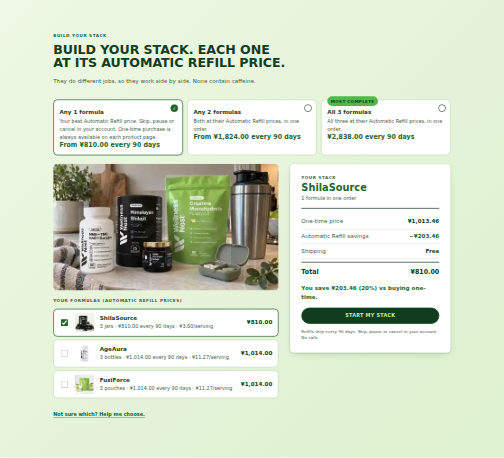 BUILD YOUR STACK
BUILD YOUR STACK. EACH ONE
AT ITS AUTOMATIC REFILL PRICE.
They do different jobs, so they work side by side. None contain caffeine.
Any 1 formula
Your best Automatic Refill price. Skip, pause or
cancel in your account. One-time purchase is
always available on each product page.
From ¥810.00 every 90 days
Any 2 formulas
Both at their Automatic Refill prices, in one
order.
From ¥1,824.00 every 90 days
MOST COMPLETE
All 3 formulas
All three at their Automatic Refill prices, in one
order.
¥2,838.00 every 90 days
Wellness Nest
Himalayan
Shilajit
Wellness Nest
Creatine
Monohydrate
YOUR FORMULAS (AUTOMATIC REFILL PRICES)
ShilaSource
3 jars · ¥810.00 every 90 days · ¥3.60/serving
¥810.00
AgeAura
3 bottles · ¥1,014.00 every 90 days · ¥11.27/serving
¥1,014.00
FusiForce
3 pouches · ¥1,014.00 every 90 days · ¥11.27/serving
¥1,014.00
Not sure which? Help me choose.
YOUR STACK
ShilaSource
1 formula in one order
One-time price ¥1,013.46
Automatic Refill savings −¥203.46
Shipping Free
Total ¥810.00
You save ¥203.46 (20%) vs buying one-
time.
START MY STACK
Refills ship every 90 days. Skip, pause or cancel in your account.
No calls.